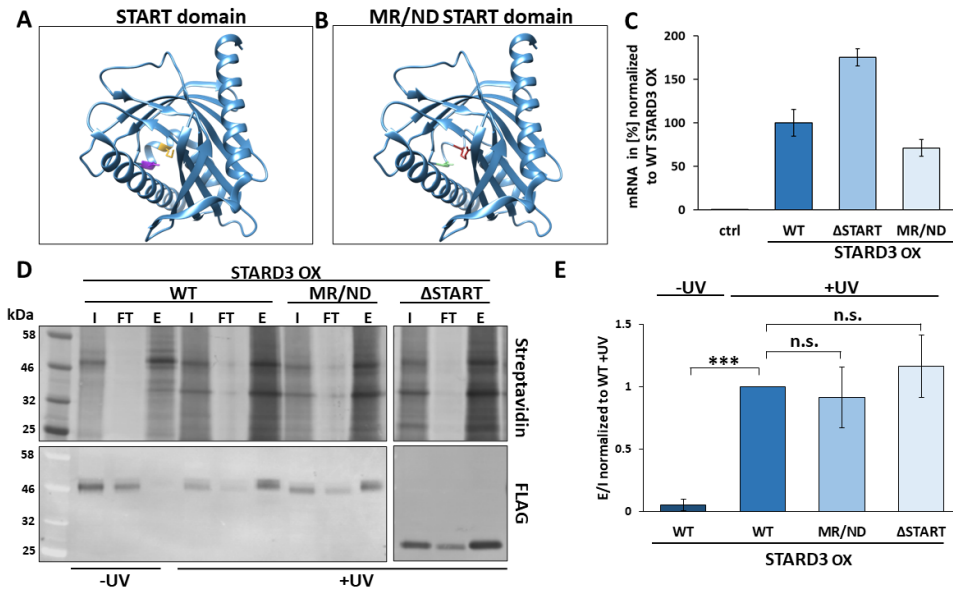 A
START domain
B
MR/ND START domain
C
mRNA in [%] normalized
to WT STARD3 OX
200
150
100
50
0
ctrl
WT
ΔSTART
MR/ND
STARD3 OX
D
STARD3 OX
WT
MR/ND
ΔSTART
kDa
I
FT
E
I
FT
E
I
FT
E
I
FT
E
58
46
32
25
Streptavidin
58
46
32
25
FLAG
-UV
+UV
E
-UV
+UV
E/I normalized to WT +UV
1.5
1
0.5
0
***
n.s.
n.s.
WT
WT
MR/ND
ΔSTART
STARD3 OX